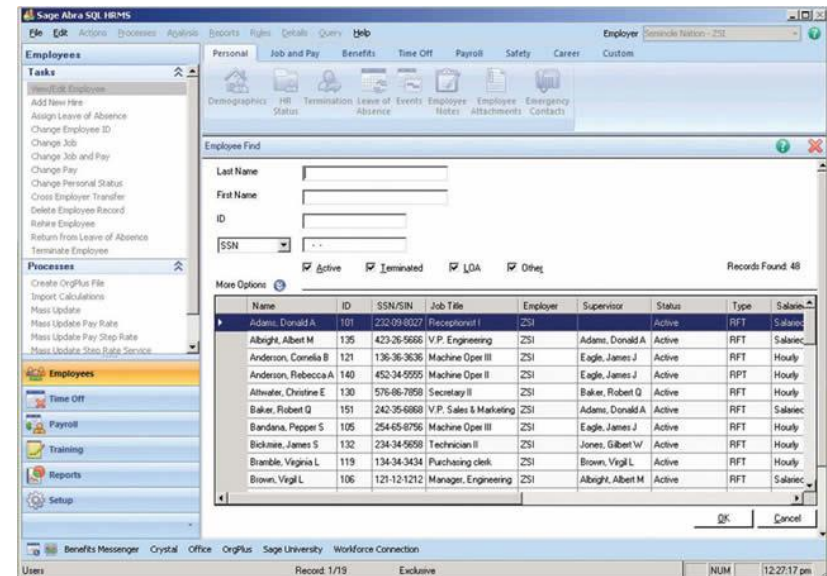 Sage Abra SQL HRMS
File Edit Actions Processes Analysis Reports Rules Details Query Help Employer Seminole Nation - ZSI
Employees
Personal Job and Pay Benefits Time Off Payroll Safety Career Custom
Tasks
View/Edit Employee
Add New Hire
Assign Leave of Absence
Change Employee ID
Change Job
Change Job and Pay
Change Pay
Change Personal Status
Cross Employer Transfer
Delete Employee Record
Rehire Employee
Return from Leave of Absence
Terminate Employee
Processes
Create OrgPlus File
Import Calculations
Mass Update
Mass Update Pay Rate
Mass Update Pay Step Rate
Mass Update Step Rate Service
Employees
Time Off
Payroll
Training
Reports
Setup
Demographics HR Status Termination Leave of Absence Events Employee Notes Employee Attachments Emergency Contacts
Employee Find
Last Name
First Name
ID
SSN - -
Active Terminated LOA Other Records Found: 48
More Options
Name ID SSN/SIN Job Title Employer Supervisor Status Type Salaried
Adams, Donald A 101 232-09-8027 Receptionist I ZSI Active RFT Salaried
Albright, Albert M 135 423-26-5666 V.P. Engineering ZSI Adams, Donald A Active RFT Salaried
Anderson, Cornelia B 121 136-36-3636 Machine Oper III ZSI Eagle, James J Active RFT Hourly
Anderson, Rebecca A 140 452-34-5555 Machine Oper II ZSI Eagle, James J Active RPT Hourly
Attwater, Christine E 130 576-86-7858 Secretary II ZSI Baker, Robert Q Active RFT Hourly
Baker, Robert Q 151 242-35-6868 V.P. Sales & Marketing ZSI Adams, Donald A Active RFT Salaried
Bandana, Pepper S 105 254-65-8756 Machine Oper III ZSI Eagle, James J Active RFT Hourly
Bickmire, James S 132 234-34-5658 Technician II ZSI Jones, Gilbert W Active RFT Hourly
Bramble, Virginia L 119 134-34-3434 Purchasing clerk ZSI Brown, Virgil L Active RFT Hourly
Brown, Virgil L 106 121-12-1212 Manager, Engineering ZSI Albright, Albert M Active RFT Salaried
OK Cancel
Benefits Messenger Crystal Office OrgPlus Sage University Workforce Connection
Users Record: 1/19 Exclusive NUM 12:27:17 pm